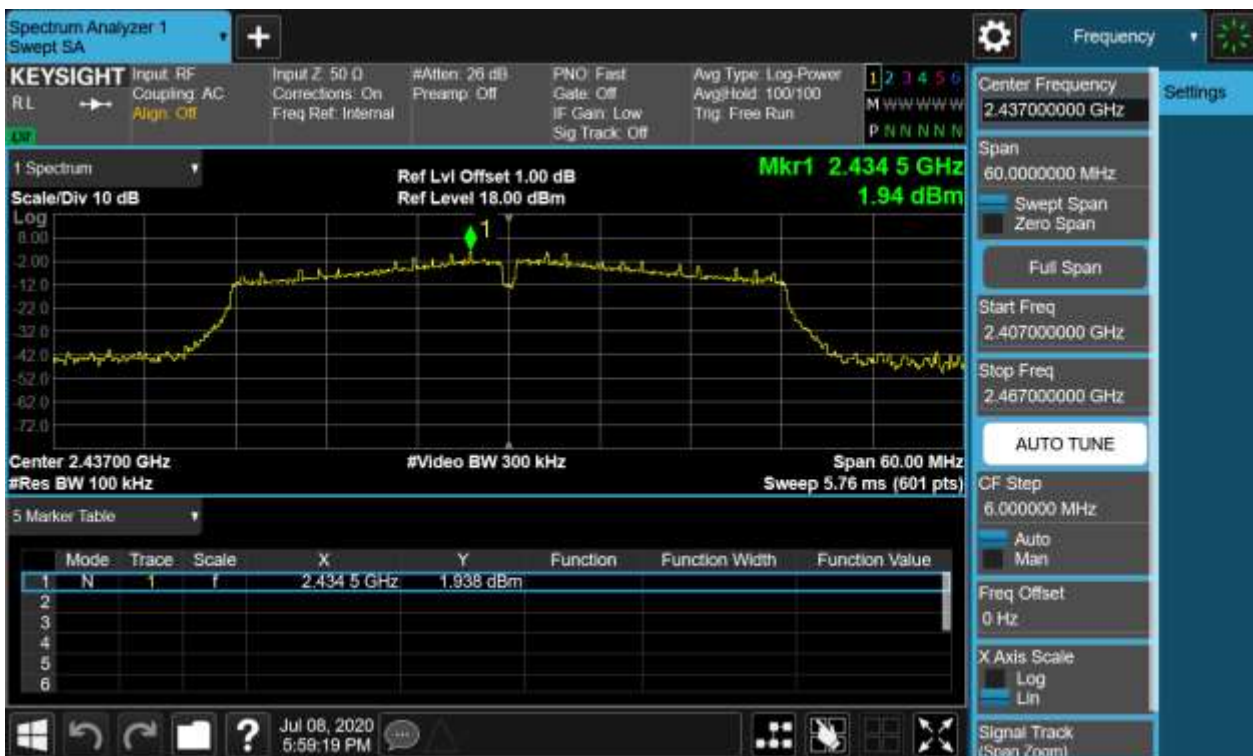 Spectrum Analyzer 1
Swept SA
+
Frequency
KEYSIGHT
RL
Input: RF
Coupling: AC
Align: Off
Input Z: 50 Ω
Corrections: On
Freq Ref: Internal
#Atten: 26 dB
Preamp: Off
PNO: Fast
Gate: Off
IF Gain: Low
Sig Track: Off
Avg Type: Log-Power
Avg|Hold: 100/100
Trig: Free Run
1 2 3 4 5 6
M W W W W W
P N N N N N
1 Spectrum
Scale/Div 10 dB
Ref Lvl Offset 1.00 dB
Ref Level 18.00 dBm
Mkr1 2.434 5 GHz
1.94 dBm
Log
8.00
-2.00
-12.0
-22.0
-32.0
-42.0
-52.0
-62.0
-72.0
1
Center 2.43700 GHz
#Res BW 100 kHz
#Video BW 300 kHz
Span 60.00 MHz
Sweep 5.76 ms (601 pts)
5 Marker Table
Mode Trace Scale X Y Function Function Width Function Value
1 N 1 f 2.434 5 GHz 1.938 dBm
2
3
4
5
6
?
Jul 08, 2020
5:59:19 PM
Center Frequency
2.437000000 GHz
Settings
Span
60.0000000 MHz
Swept Span
Zero Span
Full Span
Start Freq
2.407000000 GHz
Stop Freq
2.467000000 GHz
AUTO TUNE
CF Step
6.000000 MHz
Auto
Man
Freq Offset
0 Hz
X Axis Scale
Log
Lin
Signal Track
(Span Zoom)